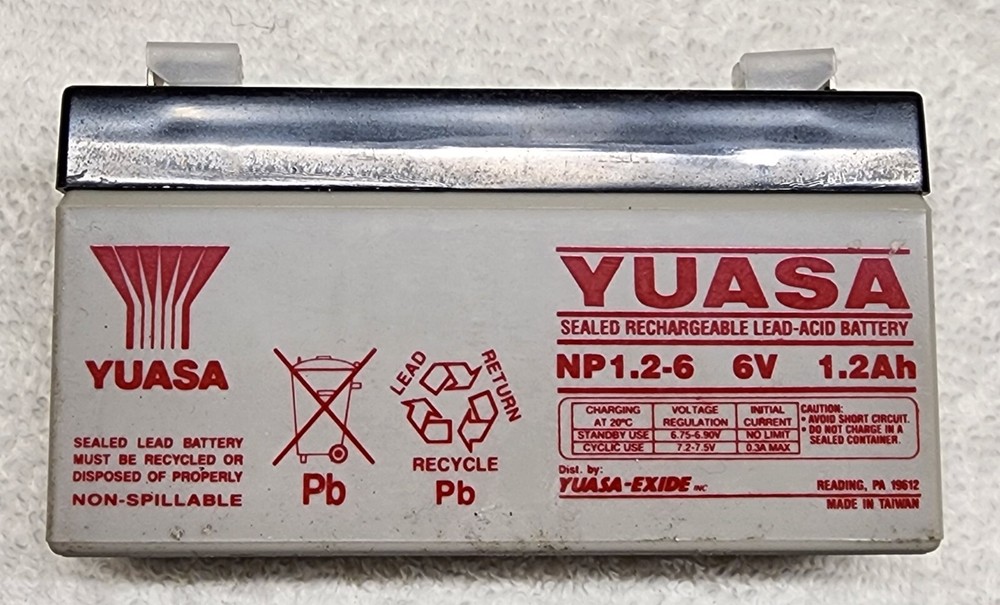 YUASA
SEALED LEAD BATTERY
MUST BE RECYCLED OR
DISPOSED OF PROPERLY
NON-SPILLABLE
Pb
LEAD RETURN
RECYCLE
Pb
YUASA
SEALED RECHARGEABLE LEAD-ACID BATTERY
NP1.2-6 6V 1.2Ah
CHARGING AT 20°C VOLTAGE REGULATION INITIAL CURRENT
STANDBY USE 6.75-6.90V NO LIMIT
CYCLIC USE 7.2-7.5V 0.3A MAX
CAUTION:
• AVOID SHORT CIRCUIT.
• DO NOT CHARGE IN A
SEALED CONTAINER.
Dist. by:
YUASA-EXIDE INC
READING, PA 19612
MADE IN TAIWAN